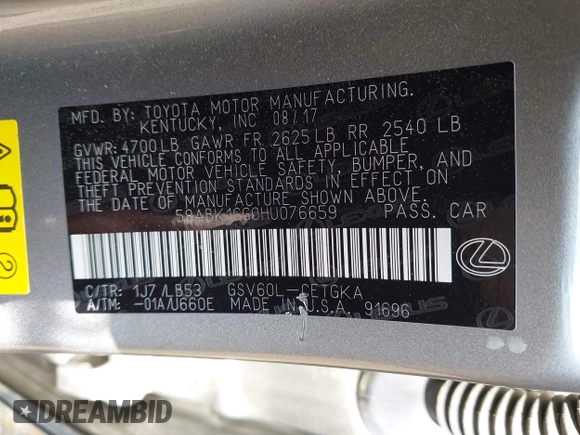 MFD. BY: TOYOTA MOTOR MANUFACTURING.
KENTUCKY, INC 08/17
GVWR: 4700LB GAWR FR 2625LB RR 2540 LB
THIS VEHICLE CONFORMS TO ALL APPLICABLE
FEDERAL MOTOR VEHICLE SAFETY, BUMPER, AND
THEFT PREVENTION STANDARDS IN EFFECT ON
THE DATE OF MANUFACTURE SHOWN ABOVE.
PASS. CAR
C/TR: 1J7 /LB53 GSV60L-CETGKA
A/TM: -01A/U660E MADE IN U.S.A. 91696
2
DREAMBID